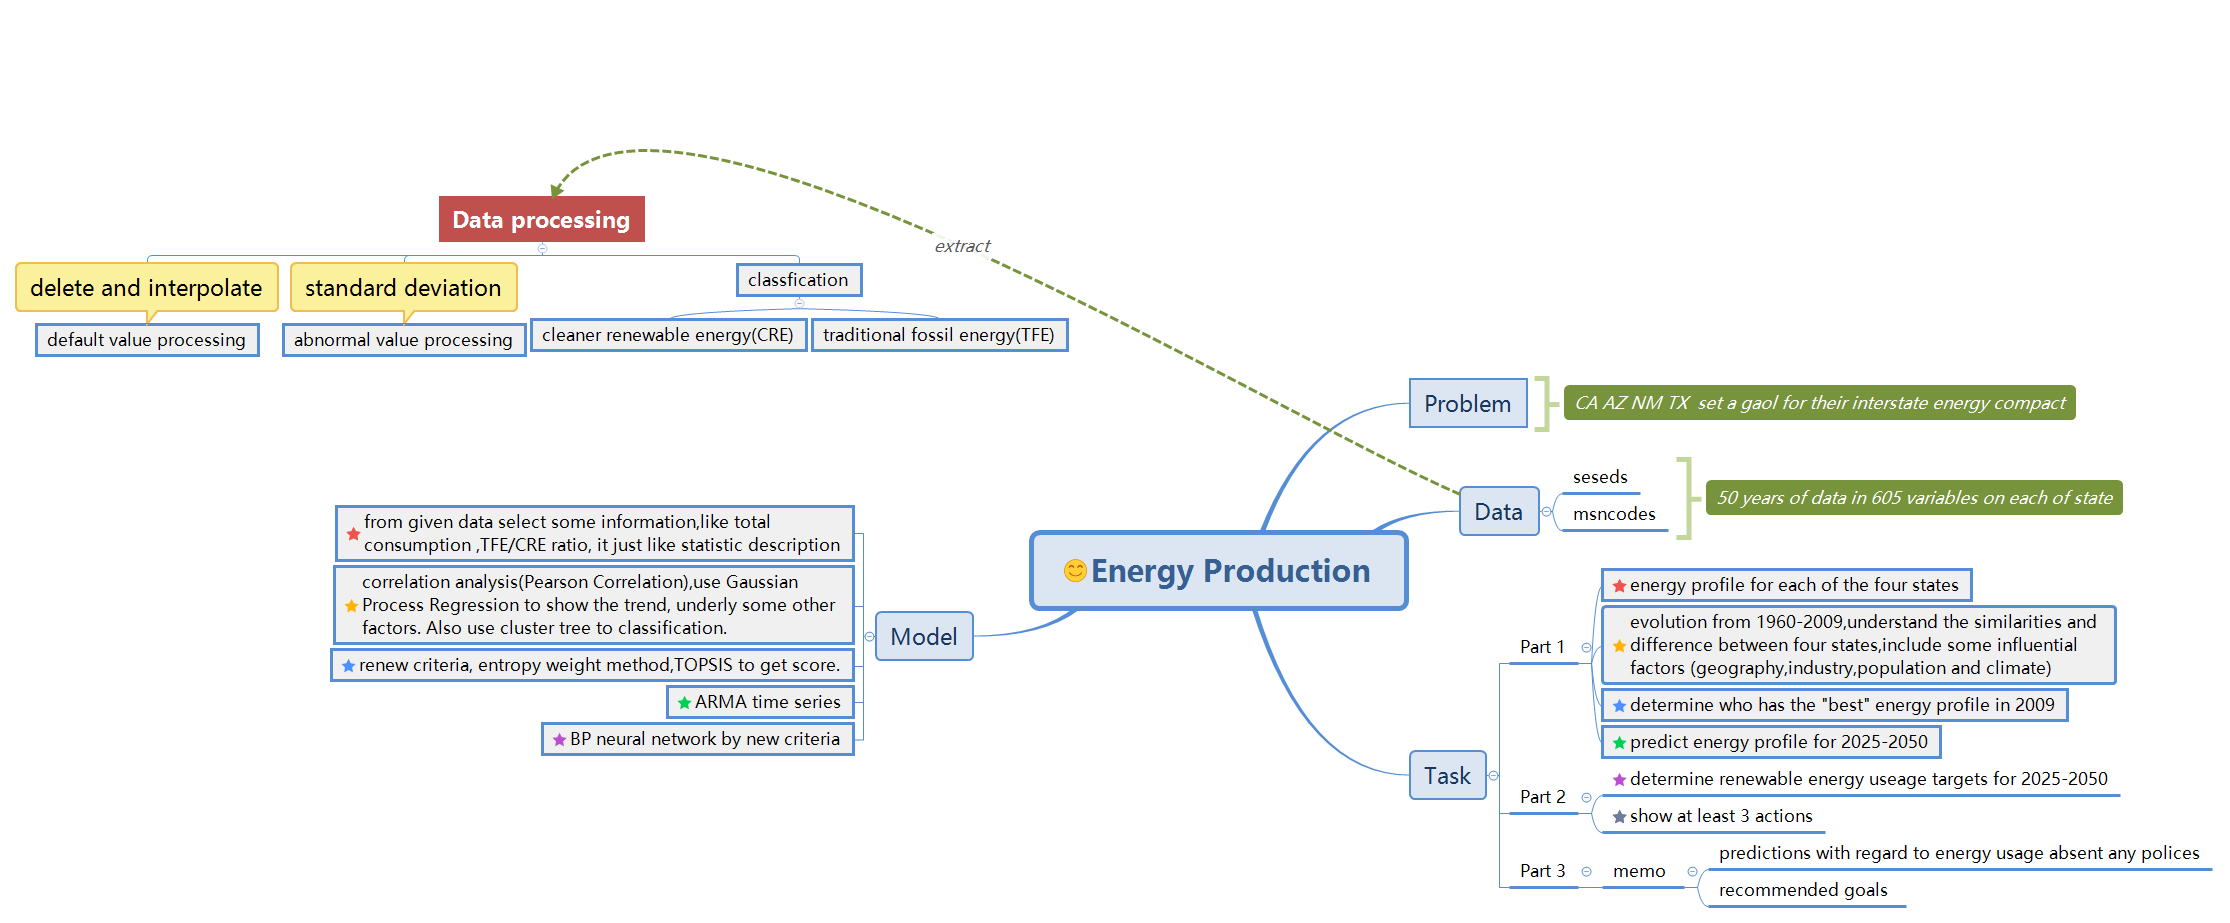 extract
Data processing
delete and interpolate
standard deviation
classfication
default value processing
abnormal value processing
cleaner renewable energy(CRE)
traditional fossil energy(TFE)
Problem
CA AZ NM TX  set a gaol for their interstate energy compact
Data
seseds
msncodes
50 years of data in 605 variables on each of state
Energy Production
Model
from given data select some information,like total
consumption ,TFE/CRE ratio, it just like statistic description
correlation analysis(Pearson Correlation),use Gaussian
Process Regression to show the trend, underly some other
factors. Also use cluster tree to classification.
renew criteria, entropy weight method,TOPSIS to get score.
ARMA time series
BP neural network by new criteria
Task
Part 1
energy profile for each of the four states
evolution from 1960-2009,understand the similarities and
difference between four states,include some influential
factors (geography,industry,population and climate)
determine who has the "best" energy profile in 2009
predict energy profile for 2025-2050
Part 2
determine renewable energy useage targets for 2025-2050
show at least 3 actions
Part 3
memo
predictions with regard to energy usage absent any polices
recommended goals